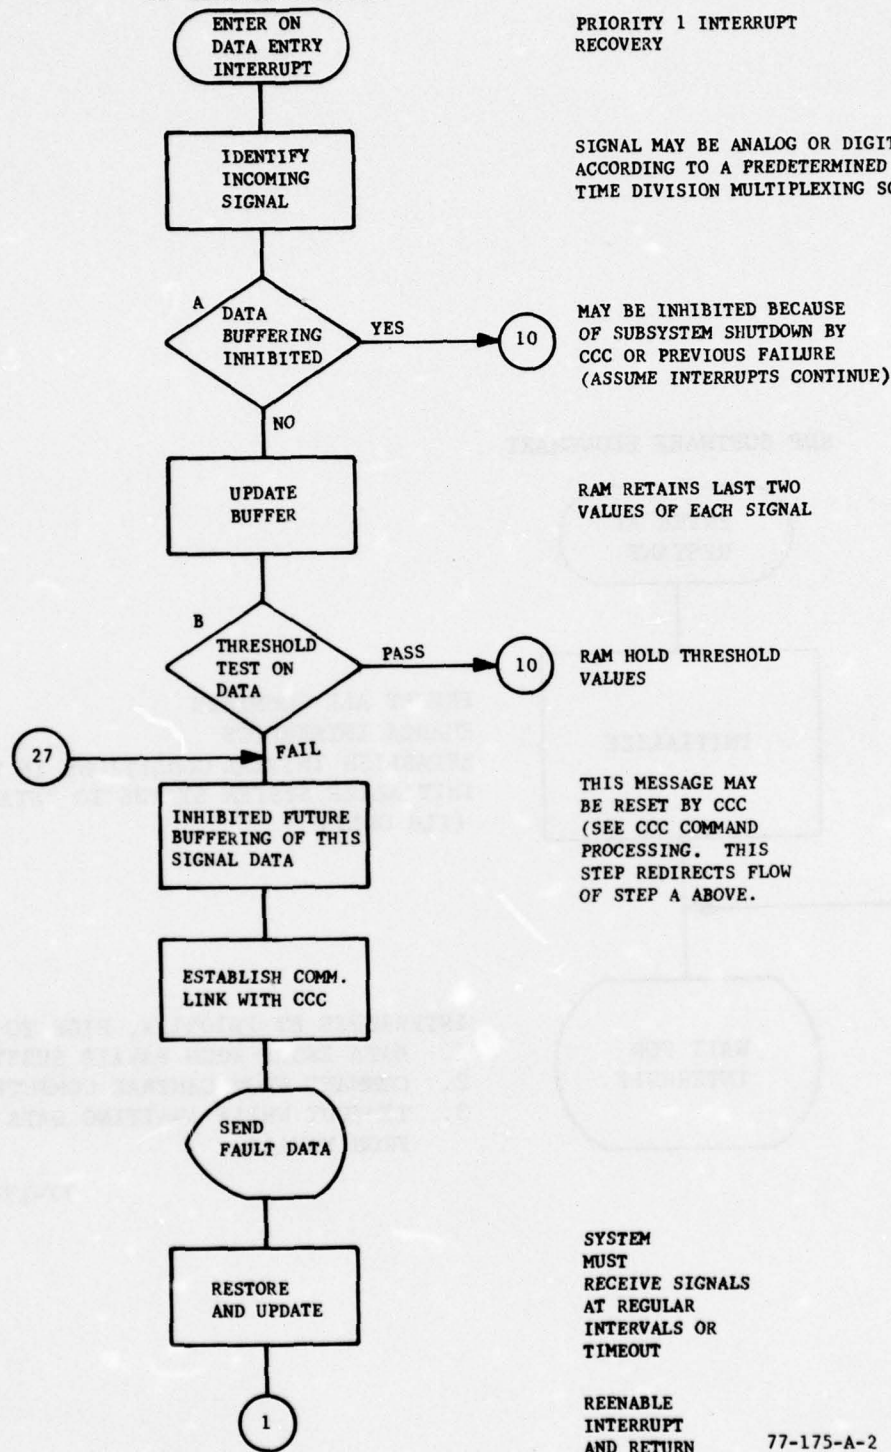 ENTER ON
DATA ENTRY
INTERRUPT
PRIORITY 1 INTERRUPT
RECOVERY
IDENTIFY
INCOMING
SIGNAL
SIGNAL MAY BE ANALOG OR DIGIT
ACCORDING TO A PREDETERMINED
TIME DIVISION MULTIPLEXING SC
A
DATA
BUFFERING
INHIBITED
YES
10
MAY BE INHIBITED BECAUSE
OF SUBSYSTEM SHUTDOWN BY
CCC OR PREVIOUS FAILURE
(ASSUME INTERRUPTS CONTINUE)
NO
UPDATE
BUFFER
RAM RETAINS LAST TWO
VALUES OF EACH SIGNAL
B
THRESHOLD
TEST ON
DATA
PASS
10
RAM HOLD THRESHOLD
VALUES
27
FAIL
INHIBITED FUTURE
BUFFERING OF THIS
SIGNAL DATA
THIS MESSAGE MAY
BE RESET BY CCC
(SEE CCC COMMAND
PROCESSING. THIS
STEP REDIRECTS FLOW
OF STEP A ABOVE.
ESTABLISH COMM.
LINK WITH CCC
SEND
FAULT DATA
RESTORE
AND UPDATE
SYSTEM
MUST
RECEIVE SIGNALS
AT REGULAR
INTERVALS OR
TIMEOUT
1
REENABLE
INTERRUPT
AND RETURN
77-175-A-2